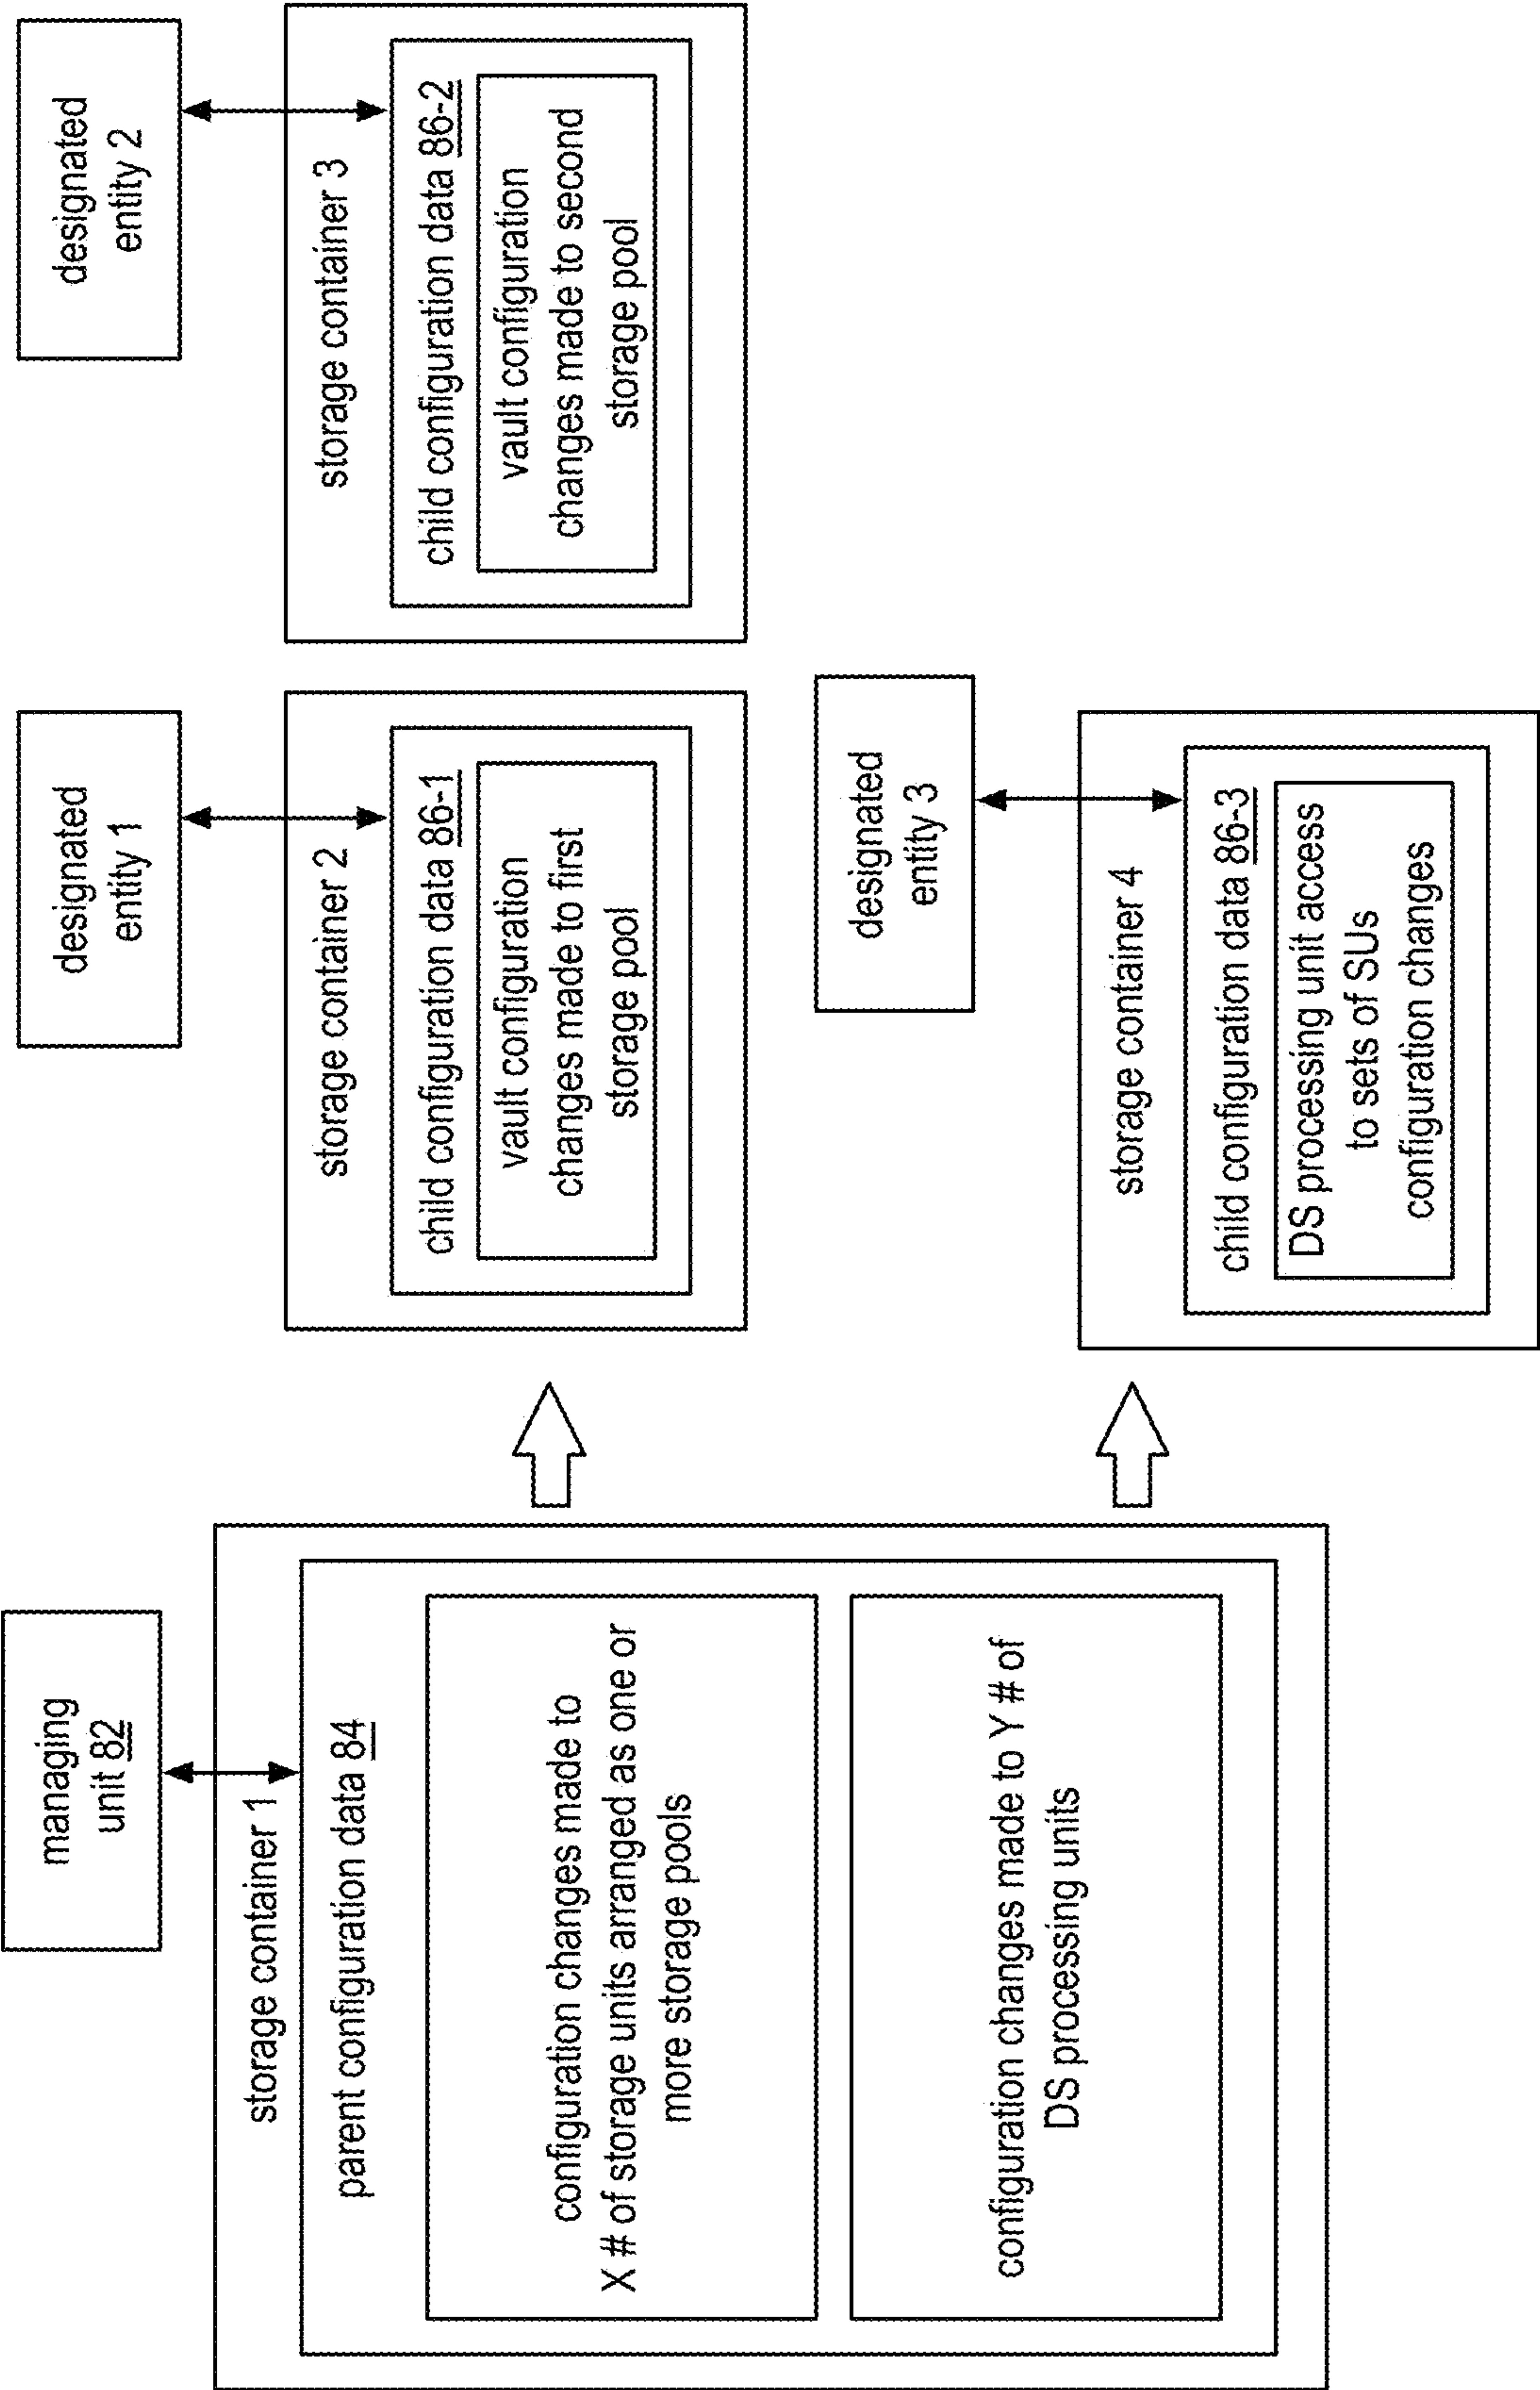 managing
unit 82
storage container 1
parent configuration data 84
configuration changes made to
X # of storage units arranged as one or
more storage pools
configuration changes made to Y # of
DS processing units
designated
entity 1
storage container 2
child configuration data 86-1
vault configuration
changes made to first
storage pool
designated
entity 2
storage container 3
child configuration data 86-2
vault configuration
changes made to second
storage pool
designated
entity 3
storage container 4
child configuration data 86-3
DS processing unit access
to sets of SUs
configuration changes